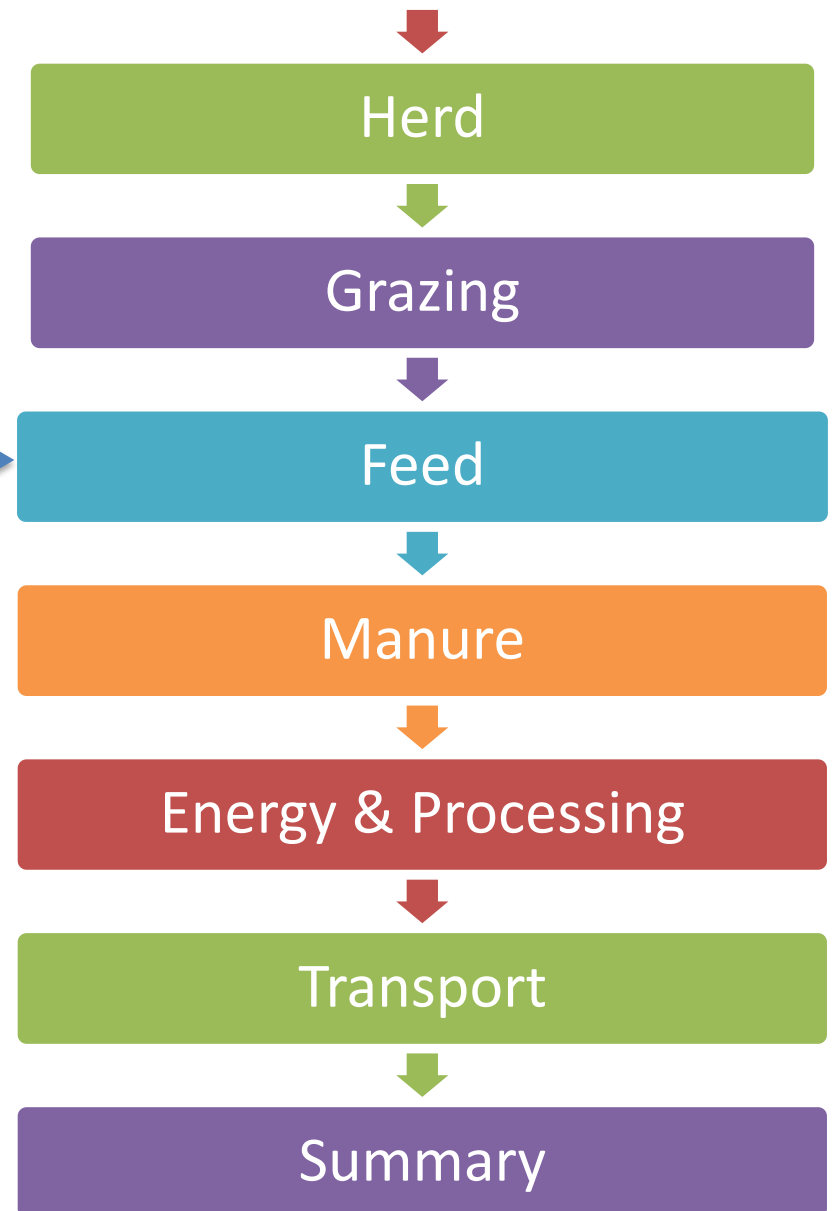 Herd
Grazing
Feed
Manure
Energy & Processing
Transport
Summary